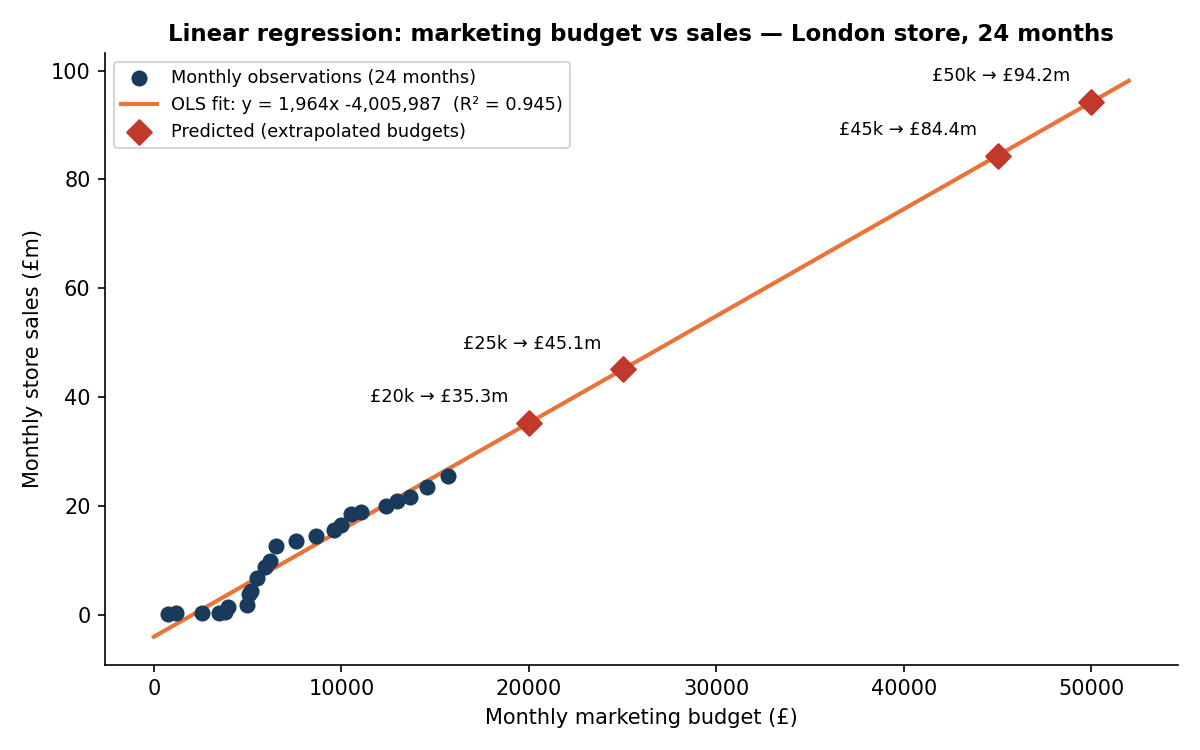 Linear regression: marketing budget vs sales — London store, 24 months
Monthly observations (24 months)
OLS fit: y = 1,964x -4,005,987 (R² = 0.945)
Predicted (extrapolated budgets)
£50k → £94.2m
£45k → £84.4m
£25k → £45.1m
£20k → £35.3m
Monthly store sales (£m)
100
80
60
40
20
0
0 10000 20000 30000 40000 50000
Monthly marketing budget (£)